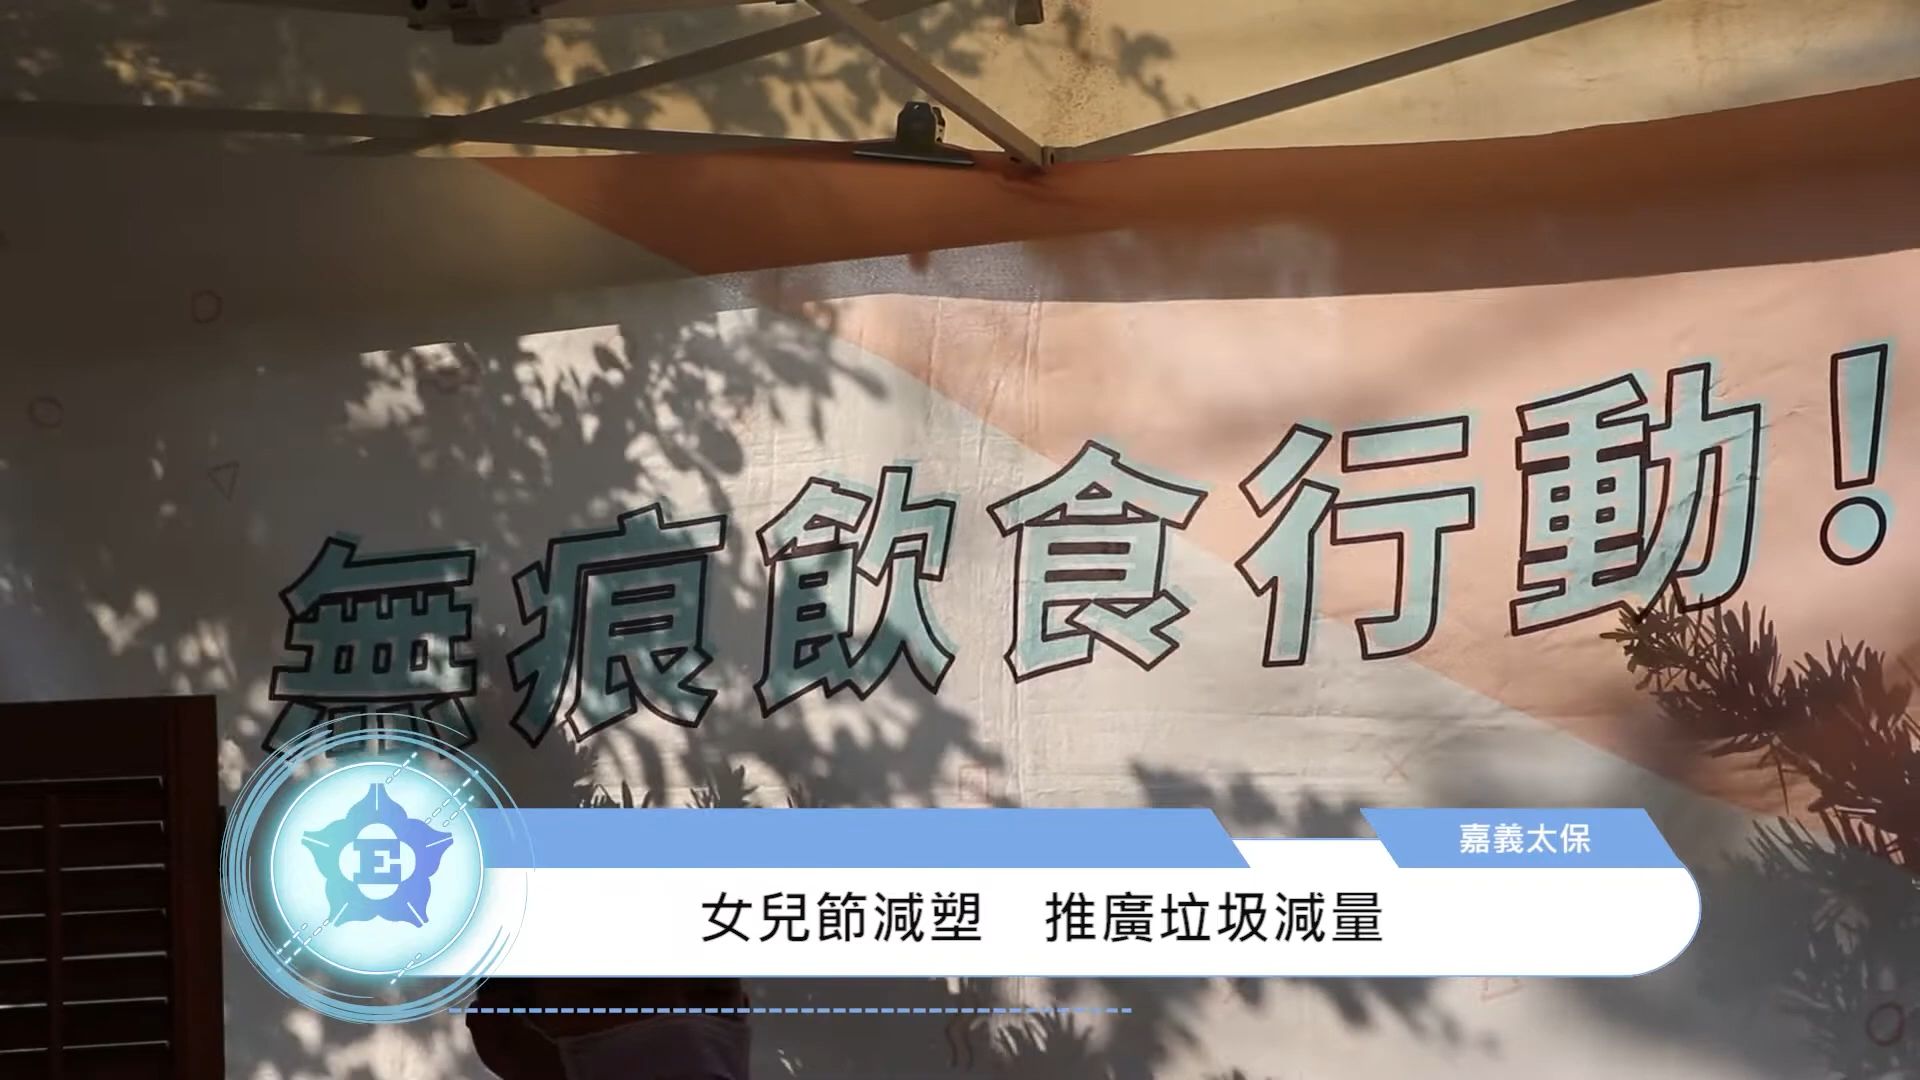 無痕飲食行動！
E
嘉義太保
女兒節減塑　推廣垃圾減量